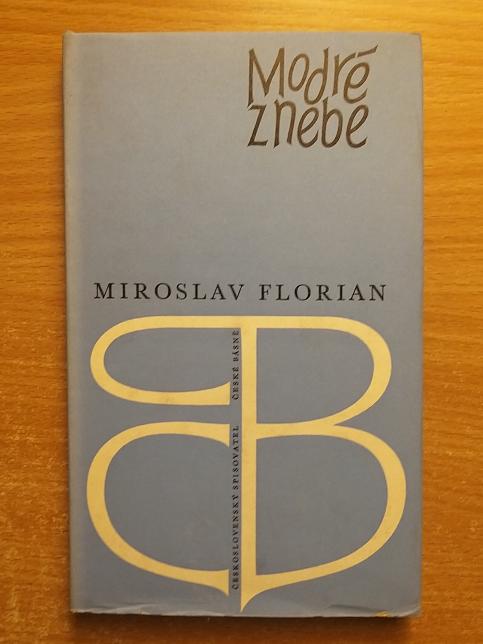 Modré
z nebe
MIROSLAV FLORIAN
ČESKOSLOVENSKÝ SPISOVATEL ČESKÉ BÁSNĚ